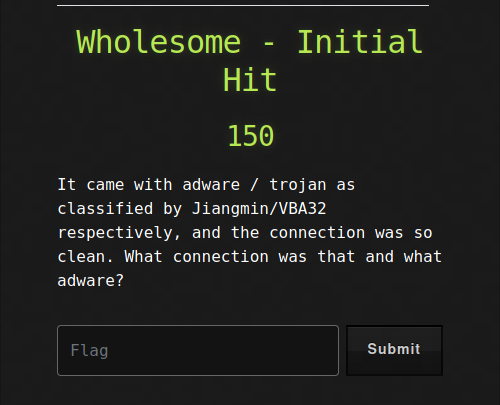 Wholesome - Initial
Hit
150
It came with adware / trojan as
classified by Jiangmin/VBA32
respectively, and the connection was so
clean. What connection was that and what
adware?
Flag
Submit